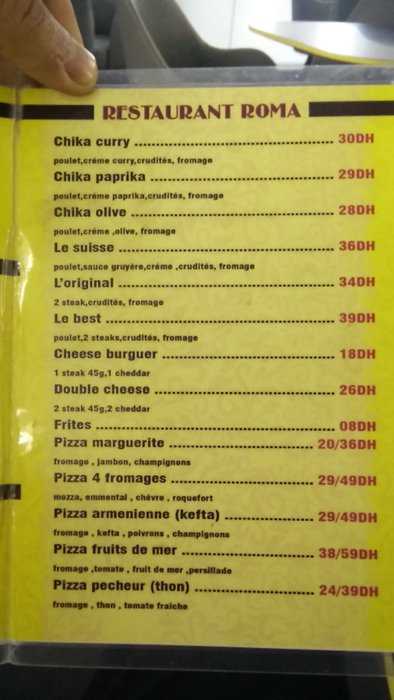 RESTAURANT ROMA
Chika curry ........................................................ 30DH
poulet,créme curry,crudités, fromage
Chika paprika .................................................... 29DH
poulet,créme paprika,crudités, fromage
Chika olive ........................................................ 28DH
poulet,créme ,olive, fromage
Le suisse ........................................................... 36DH
poulet,sauce gruyère,créme ,crudités, fromage
L'original ........................................................... 34DH
2 steak,crudités, fromage
Le best .............................................................. 39DH
poulet,2 steaks,crudités, fromage
Cheese burguer ................................................ 18DH
1 steak 45g,1 cheddar
Double cheese .................................................. 26DH
2 steak 45g,2 cheddar
Frites ................................................................. 08DH
Pizza marguerite ........................................ 20/36DH
fromage , jambon, champignons
Pizza 4 fromages ........................................ 29/49DH
mozza, emmental , chévre , roquefort
Pizza armenienne (kefta) ........................ 29/49DH
fromage , kefta , poivrons , champignons
Pizza fruits de mer ..................................... 38/59DH
fromage ,tomate , fruit de mer ,persillade
Pizza pecheur (thon) ................................. 24/39DH
fromage , thon , tomate fraiche